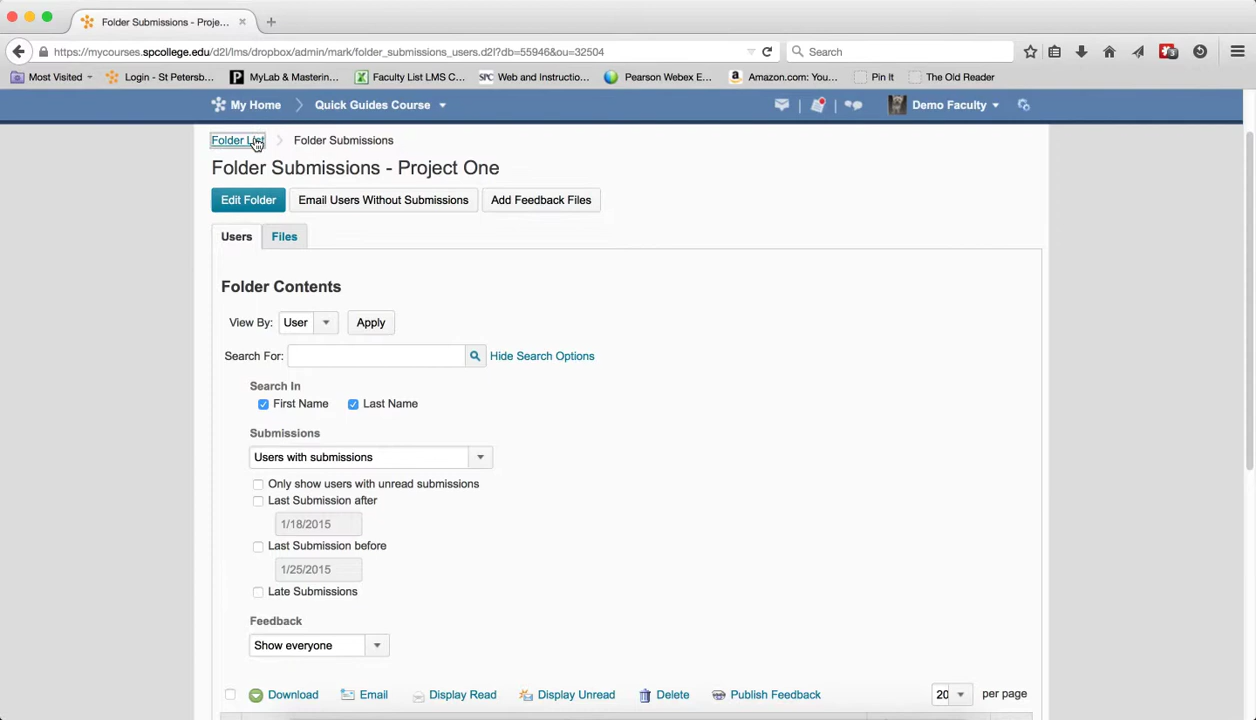 Folder Submissions - Proje...
https://mycourses.spcollege.edu/d2l/lms/dropbox/admin/mark/folder_submissions_users.d2l?db=55946&ou=32504
Search
Most Visited
Login - St Petersb...
MyLab & Mastering...
Faculty List LMS C...
SPC Web and Instructio...
Pearson Webex E...
Amazon.com: You...
Pin It
The Old Reader
My Home
Quick Guides Course
Demo Faculty
Folder List
Folder Submissions
Folder Submissions - Project One
Edit Folder
Email Users Without Submissions
Add Feedback Files
Users
Files
Folder Contents
View By: User
Apply
Search For:
Hide Search Options
Search In
First Name
Last Name
Submissions
Users with submissions
Only show users with unread submissions
Last Submission after
1/18/2015
Last Submission before
1/25/2015
Late Submissions
Feedback
Show everyone
Download
Email
Display Read
Display Unread
Delete
Publish Feedback
20 per page